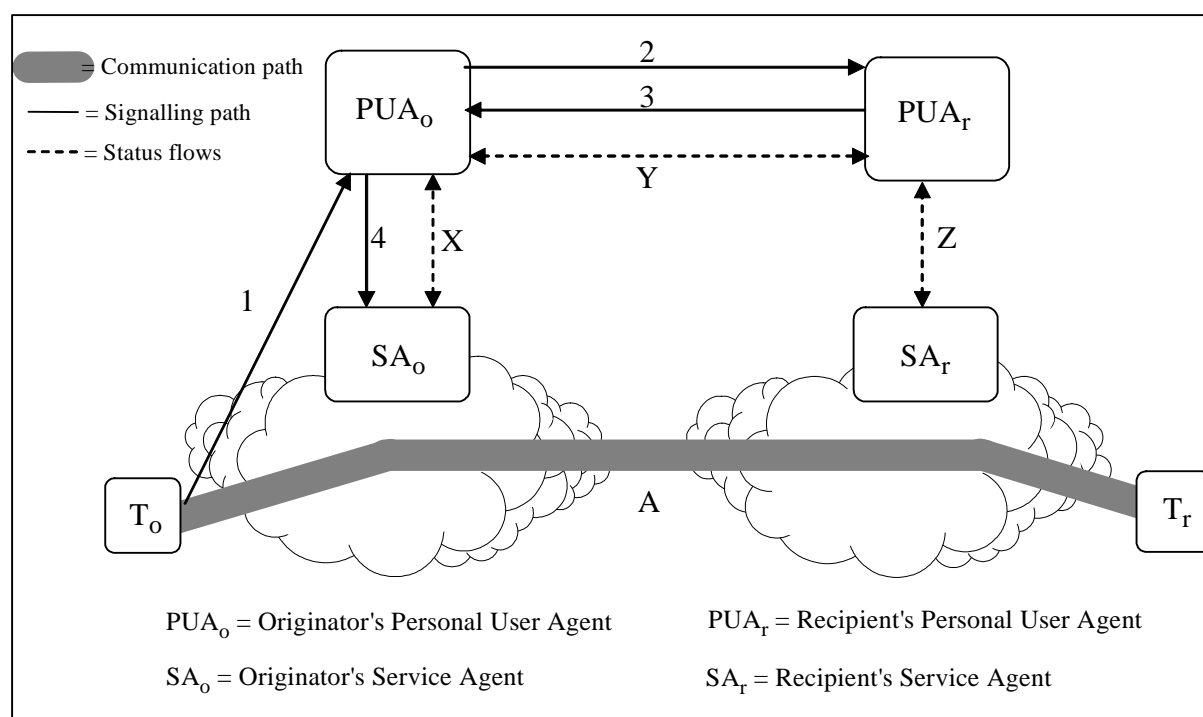 = Communication path
= Signalling path
= Status flows
2
3
PUAo
PUAr
Y
4
X
Z
1
SAo
SAr
A
To
Tr
PUAo = Originator's Personal User Agent
PUAr = Recipient's Personal User Agent
SAo = Originator's Service Agent
SAr = Recipient's Service Agent